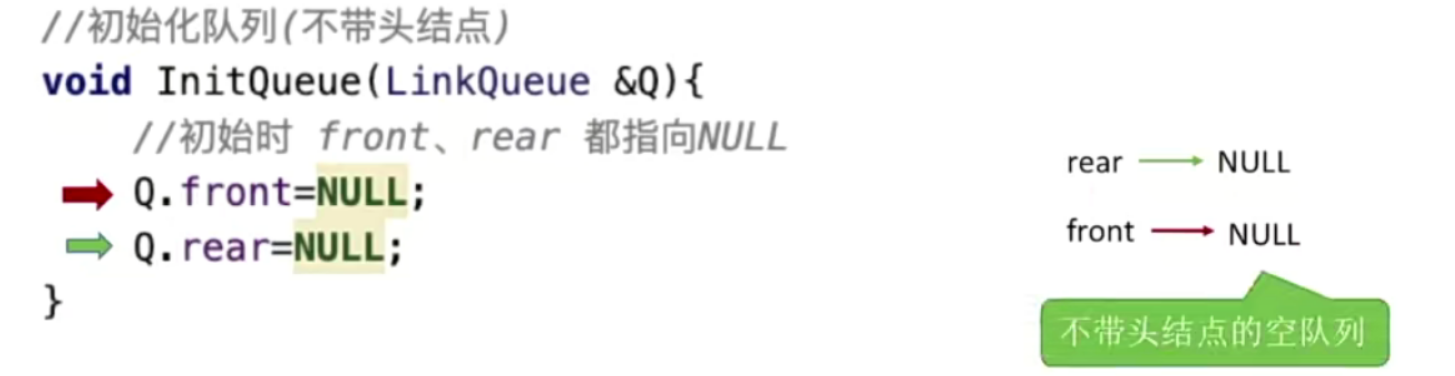 //初始化队列(不带头结点)
void InitQueue(LinkQueue &Q){
//初始时 front、rear 都指向NULL
Q.front=NULL;
Q.rear=NULL;
}
rear NULL
front NULL
不带头结点的空队列